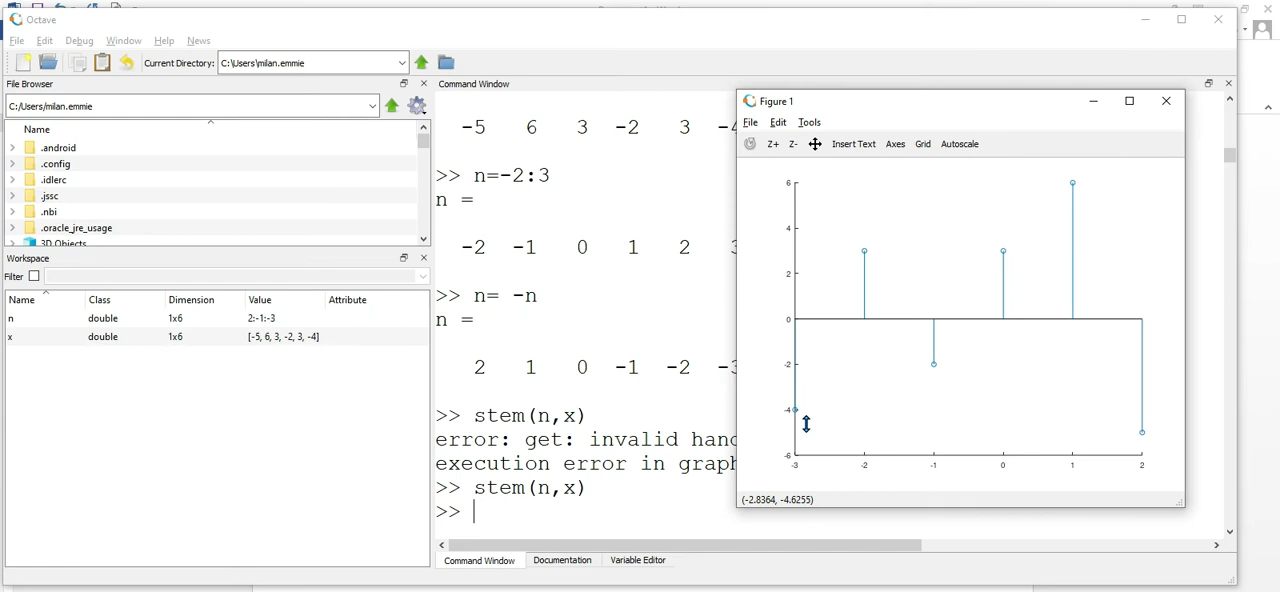 Octave
File Edit Debug Window Help News
Current Directory: C:\Users\milan.emmie
File Browser
C:/Users/milan.emmie
Name
.android
.config
.idlerc
.jssc
.nbi
.oracle_jre_usage
3D Objects
Workspace
Filter
Name Class Dimension Value Attribute
n double 1x6 2:-1:-3
x double 1x6 [-5, 6, 3, -2, 3, -4]
Command Window
-5 6 3 -2 3 -4
>> n=-2:3
n =
-2 -1 0 1 2 3
>> n= -n
n =
2 1 0 -1 -2 -3
>> stem(n,x)
error: get: invalid hand
execution error in graph
>> stem(n,x)
>>
Command Window Documentation Variable Editor
Figure 1
File Edit Tools
Z+ Z- Insert Text Axes Grid Autoscale
6
4
2
0
-2
-4
-6
-3 -2 -1 0 1 2
(-2.8364, -4.6255)